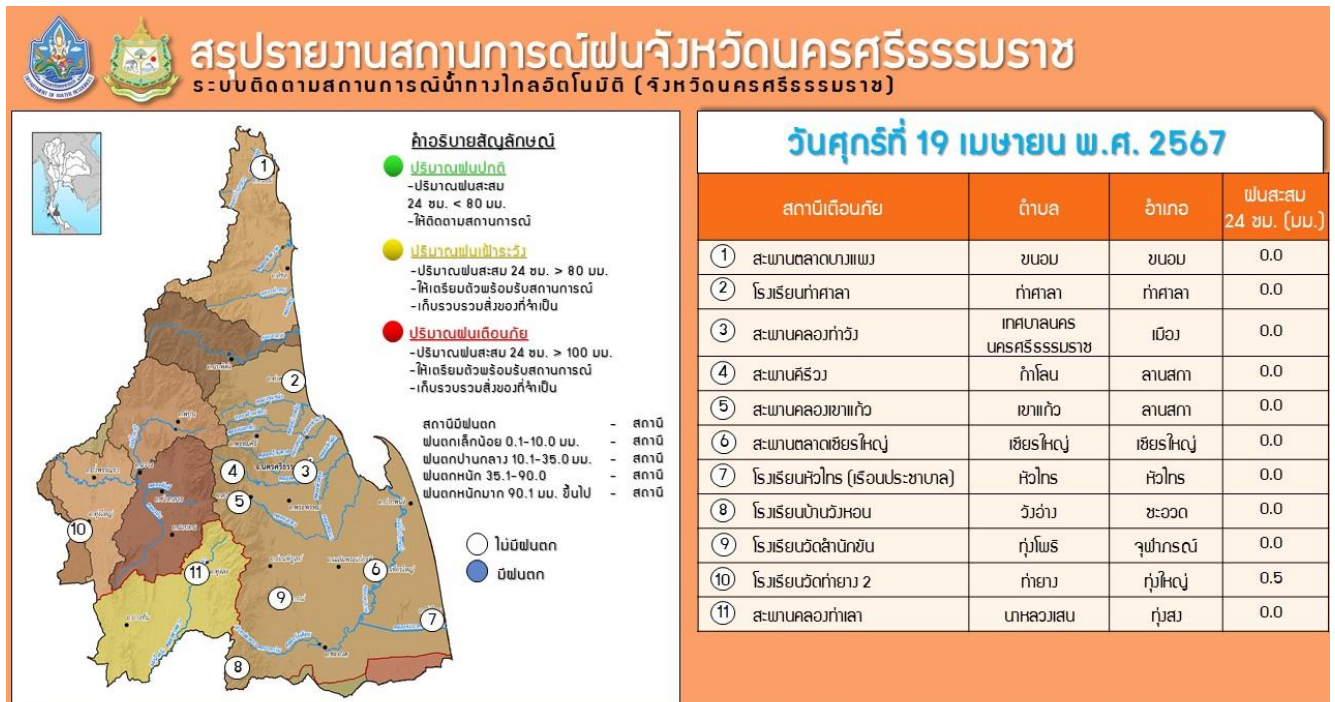 สรุปรายงานสถานการณ์ฝนจังหวัดนครศรีธรรมราช
ระบบติดตามสถานการณ์น้ำทางไกลอัตโนมัติ (จังหวัดนครศรีธรรมราช)
คำอธิบายสัญลักษณ์
ปริมาณฝนปกติ
-ปริมาณฝนสะสม
24 ชม. < 80 มม.
-ให้ติดตามสถานการณ์
ปริมาณฝนเฝ้าระวัง
-ปริมาณฝนสะสม 24 ชม. > 80 มม.
-ให้เตรียมตัวพร้อมรับสถานการณ์
-เก็บรวบรวมสิ่งของที่จำเป็น
ปริมาณฝนเตือนภัย
-ปริมาณฝนสะสม 24 ชม. > 100 มม.
-ให้เตรียมตัวพร้อมรับสถานการณ์
-เก็บรวบรวมสิ่งของที่จำเป็น
สถานีมีฝนตก - สถานี
ฝนตกเล็กน้อย 0.1-10.0 มม. - สถานี
ฝนตกปานกลาง 10.1-35.0 มม. - สถานี
ฝนตกหนัก 35.1-90.0 - สถานี
ฝนตกหนักมาก 90.1 มม. ขึ้นไป - สถานี
ไม่มีฝนตก
มีฝนตก
1
2
4
3
5
10
11
6
9
7
8
วันศุกร์ที่ 19 เมษายน พ.ศ. 2567
สถานีเตือนภัย ตำบล อำเภอ ฝนสะสม
24 ชม. (มม.)
1 สะพานตลาดบางแพง ขนอม ขนอม 0.0
2 โรงเรียนท่าศาลา ท่าศาลา ท่าศาลา 0.0
3 สะพานคลองท่าวัง เทศบาลนคร
นครศรีธรรมราช เมือง 0.0
4 สะพานคีรีวง กำโลน ลานสกา 0.0
5 สะพานคลองเขาแก้ว เขาแก้ว ลานสกา 0.0
6 สะพานตลาดเชียรใหญ่ เชียรใหญ่ เชียรใหญ่ 0.0
7 โรงเรียนหัวไทร (เรือนประชาบาล) หัวไทร หัวไทร 0.0
8 โรงเรียนบ้านวังหอน วังอ่าง ชะอวด 0.0
9 โรงเรียนวัดสำนักขัน ทุ่งโพธิ จุฬาภรณ์ 0.0
10 โรงเรียนวัดท่ายาง 2 ท่ายาง ทุ่งใหญ่ 0.5
11 สะพานคลองท่าเลา นาหลวงเสน ทุ่งสง 0.0